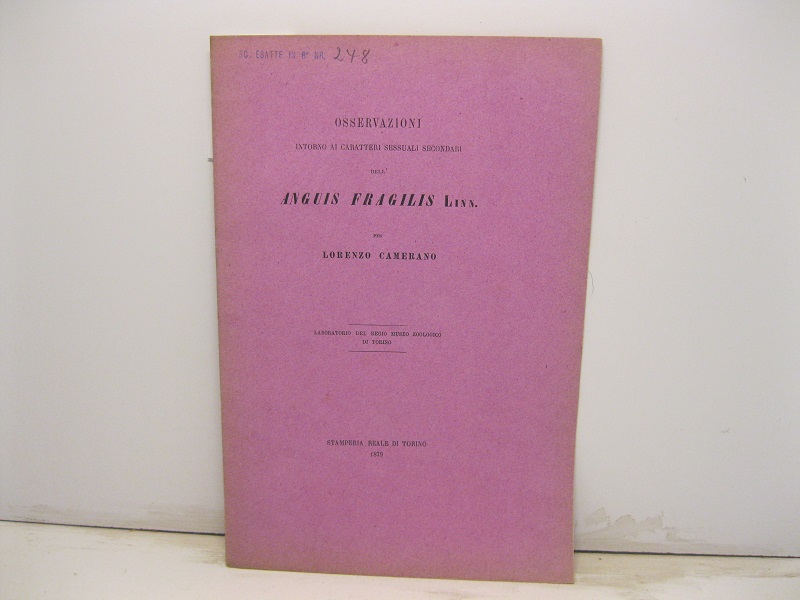 248
OSSERVAZIONI
INTORNO AI CARATTERI SESSUALI SECONDARI
DELL'
ANGUIS FRAGILIS LINN.
PER
LORENZO CAMERANO
LABORATORIO DEL REGIO MUSEO ZOOLOGICO
DI TORINO
STAMPERIA REALE DI TORINO